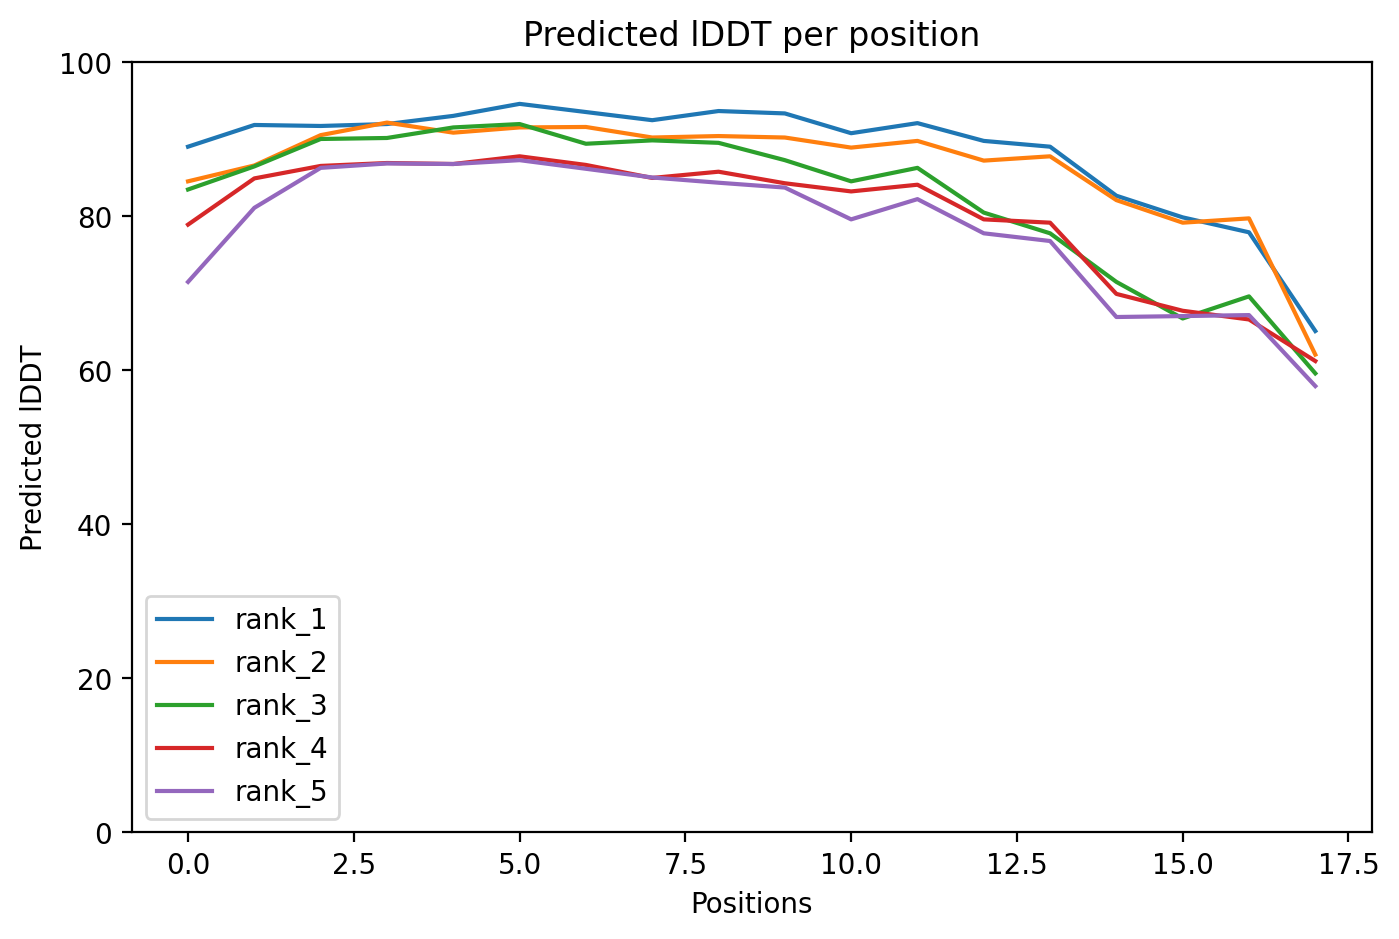 Predicted lDDT per position
Predicted lDDT
100
80
60
40
20
0
rank_1
rank_2
rank_3
rank_4
rank_5
0.0 2.5 5.0 7.5 10.0 12.5 15.0 17.5
Positions